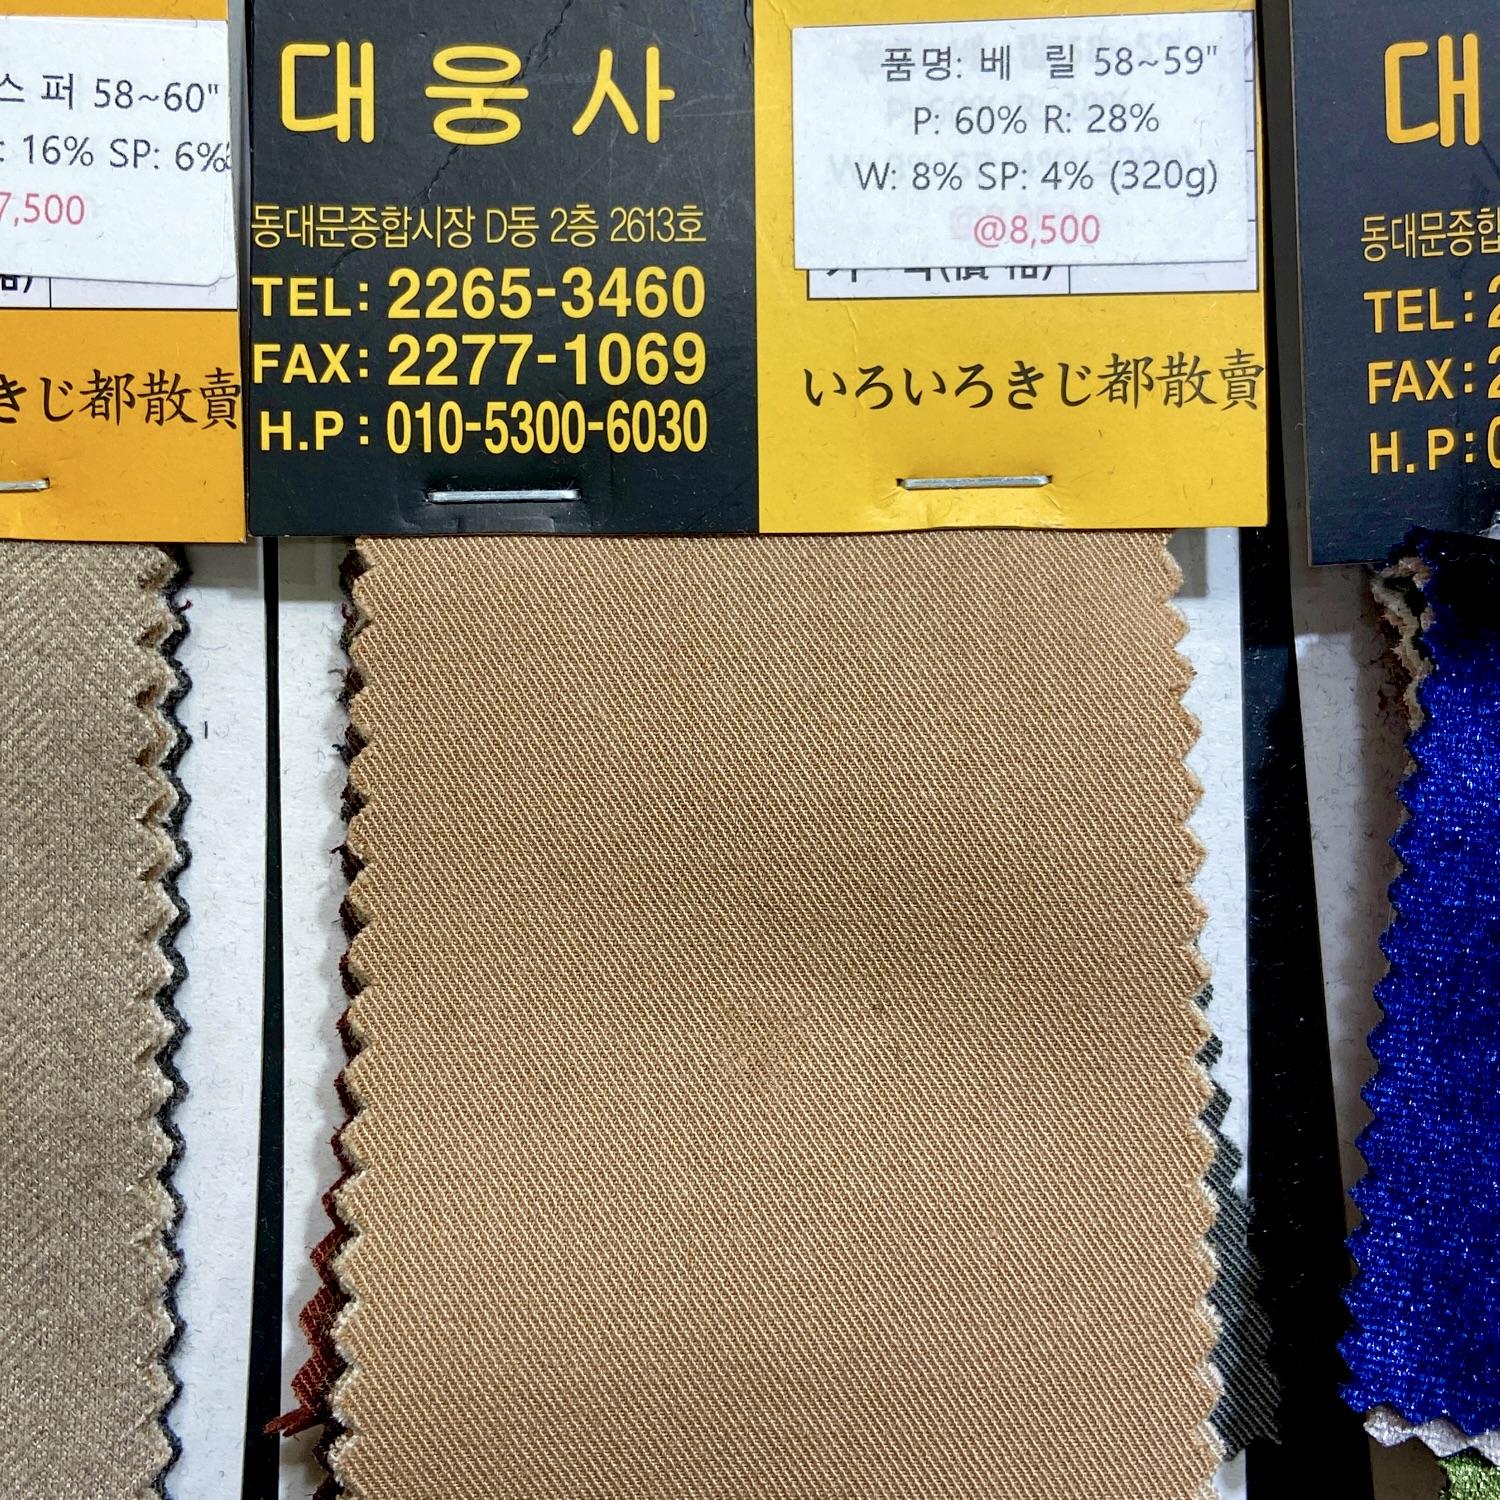 스 퍼 58~60"
: 16% SP: 6%
7,500
きじ都散賣
대웅사
동대문종합시장 D동 2층 2613호
TEL: 2265-3460
FAX: 2277-1069
H.P: 010-5300-6030
품명: 베 릴 58~59"
P: 60% R: 28%
W: 8% SP: 4% (320g)
@8,500
いろいろきじ都散賣
대
동대문종합
TEL: 2
FAX: 2
H.P: 0